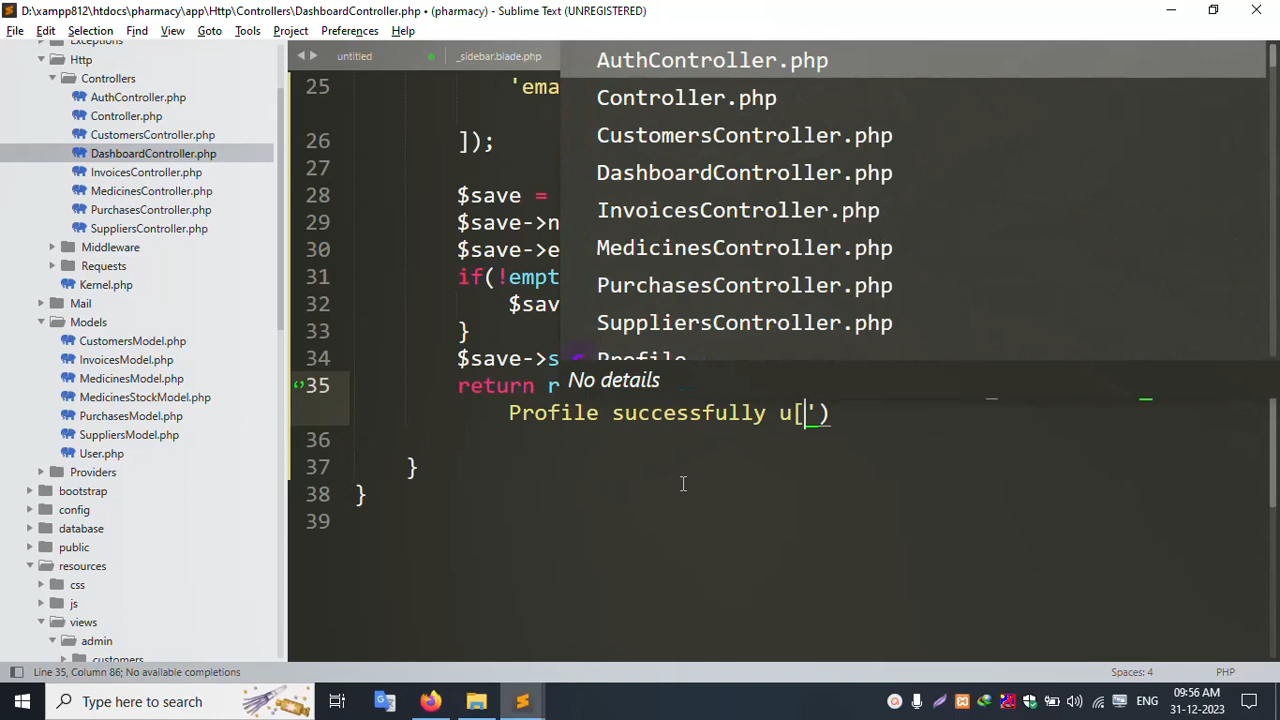 D:\xampp812\htdocs\pharmacy\app\Http\Controllers\DashboardController.php • (pharmacy) - Sublime Text (UNREGISTERED)
File Edit Selection Find View Goto Tools Project Preferences Help
Exceptions
Http
Controllers
AuthController.php
Controller.php
CustomersController.php
DashboardController.php
InvoicesController.php
MedicinesController.php
PurchasesController.php
SuppliersController.php
Middleware
Requests
Kernel.php
Mail
Models
CustomersModel.php
InvoicesModel.php
MedicinesModel.php
MedicinesStockModel.php
PurchasesModel.php
SuppliersModel.php
User.php
Providers
bootstrap
config
database
public
resources
css
js
views
admin
customers
untitled
_sidebar.blade.php
25 'ema
26 ]);
27
28 $save =
29 $save->n
30 $save->e
31 if(!empt
32 $sav
33 }
34 $save->s
35 return r
Profile successfully u[')
36
37 }
38 }
39
AuthController.php
Controller.php
CustomersController.php
DashboardController.php
InvoicesController.php
MedicinesController.php
PurchasesController.php
SuppliersController.php
Profile
No details
Line 35, Column 86; No available completions
Spaces: 4
PHP
Type here to search
ENG
09:56 AM
31-12-2023